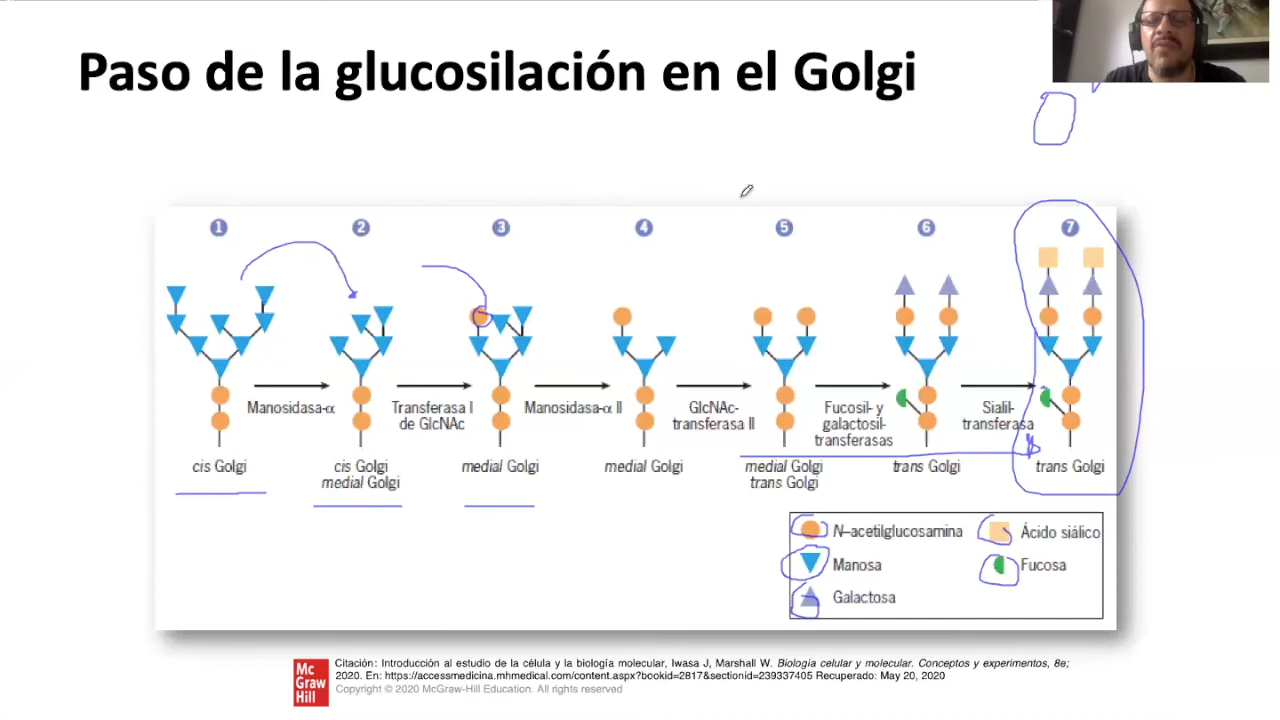 Paso de la glucosilación en el Golgi
1 2 3 4 5 6 7
Manosidasa-α
Transferasa I
de GlcNAc
Manosidasa-α II
GlcNAc-
transferasa II
Fucosil- y
galactosil-
transferasas
Sialil-
transferasa
cis Golgi
cis Golgi
medial Golgi
medial Golgi
medial Golgi
medial Golgi
trans Golgi
trans Golgi
trans Golgi
N–acetilglucosamina
Ácido siálico
Manosa
Fucosa
Galactosa
Mc
Graw
Hill
Citación: Introducción al estudio de la célula y la biología molecular, Iwasa J, Marshall W. Biología celular y molecular. Conceptos y experimentos, 8e;
2020. En: https://accessmedicina.mhmedical.com/content.aspx?bookid=2817&sectionid=239337405 Recuperado: May 20, 2020
Copyright © 2020 McGraw-Hill Education. All rights reserved